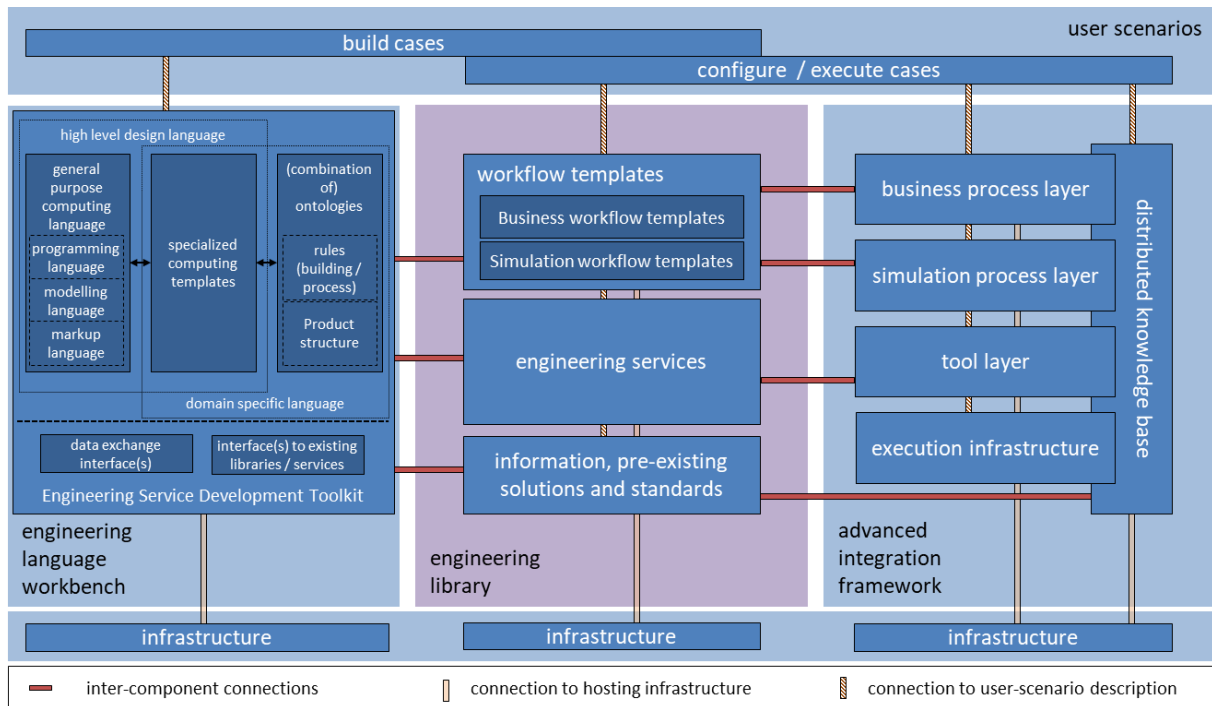 user scenarios
build cases
configure / execute cases
high level design language
general
purpose
computing
language
programming
language
modelling
language
markup
language
specialized
computing
templates
(combination
of)
ontologies
rules
(building /
process)
Product
structure
domain specific language
data exchange
interface(s)
interface(s) to existing
libraries / services
Engineering Service Development Toolkit
engineering
language
workbench
workflow templates
Business workflow templates
Simulation workflow templates
engineering services
information, pre-existing
solutions and standards
engineering
library
business process layer
simulation process layer
tool layer
execution infrastructure
distributed knowledge base
advanced
integration
framework
infrastructure
infrastructure
infrastructure
inter-component connections
connection to hosting infrastructure
connection to user-scenario description